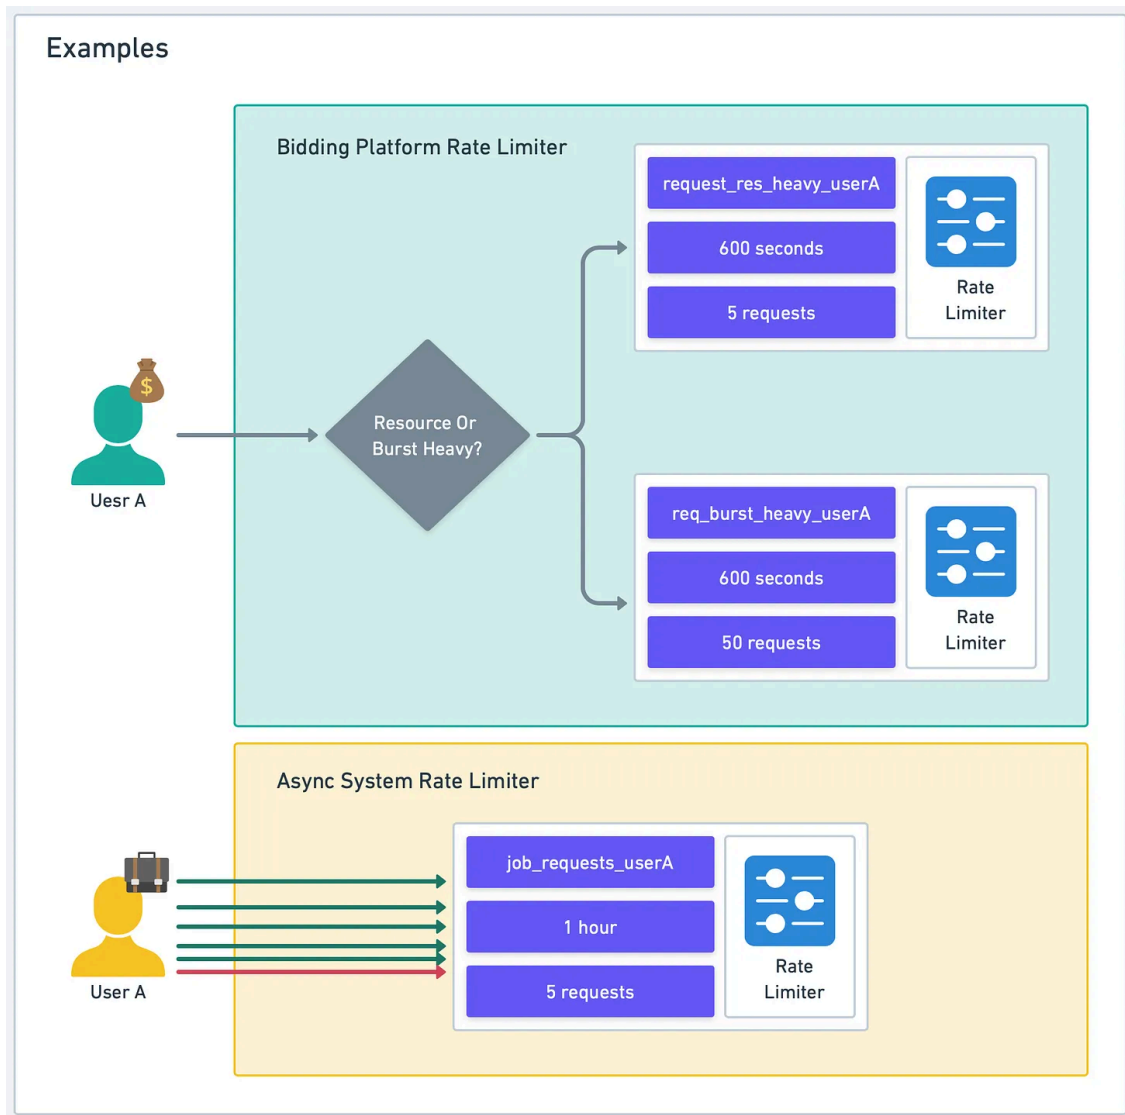 Examples
Bidding Platform Rate Limiter
request_res_heavy_userA
600 seconds
5 requests
Rate
Limiter
Resource Or
Burst Heavy?
$
Uesr A
req_burst_heavy_userA
600 seconds
50 requests
Rate
Limiter
Async System Rate Limiter
job_requests_userA
1 hour
5 requests
Rate
Limiter
User A